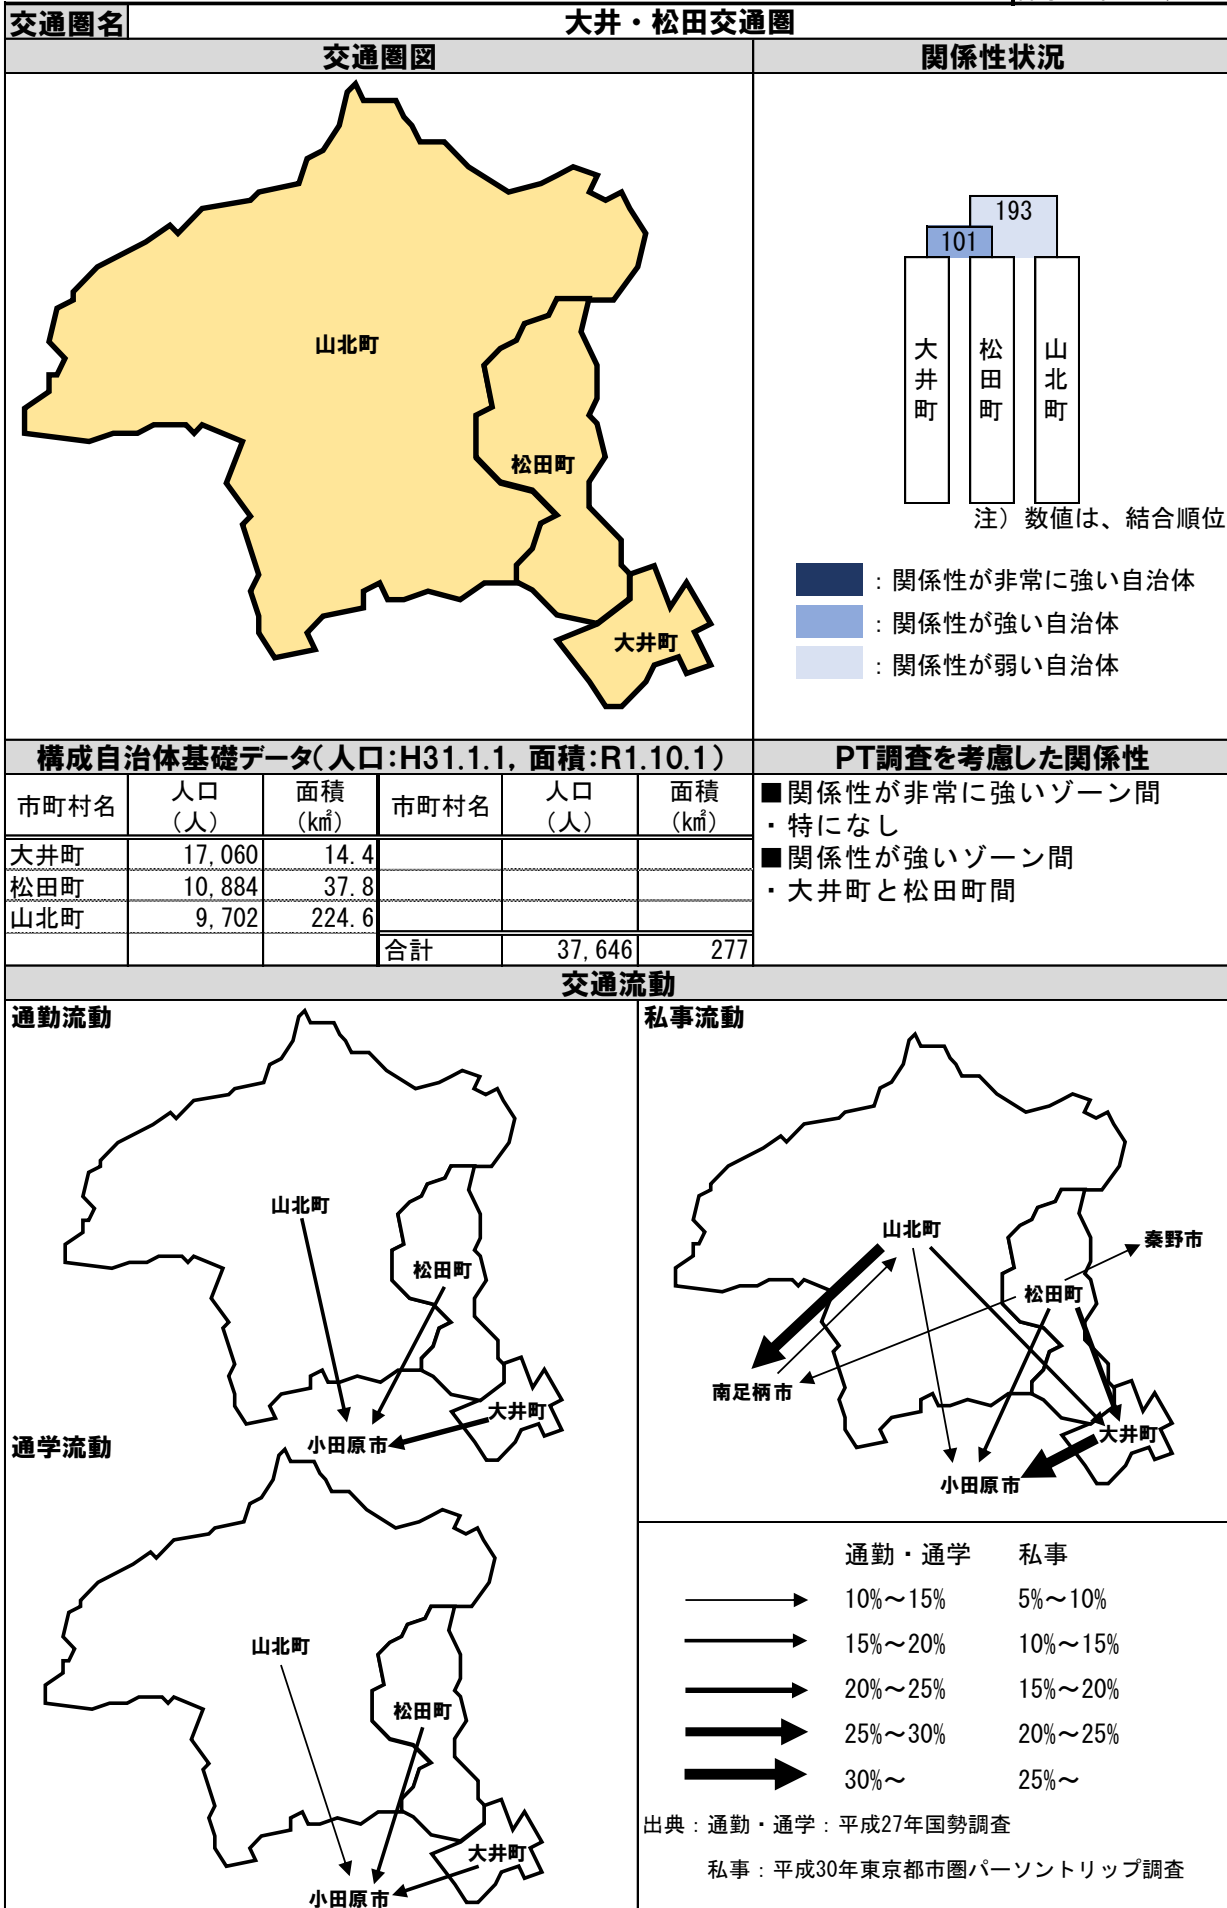 交通圏名
大井・松田交通圏
交通圏図
関係性状況
山北町
松田町
大井町
193
101
大井町
松田町
山北町
注）数値は、結合順位
：関係性が非常に強い自治体
：関係性が強い自治体
：関係性が弱い自治体
構成自治体基礎データ（人口：H31.1.1, 面積：R1.10.1）
市町村名 人口（人） 面積（k㎡） 市町村名 人口（人） 面積（k㎡）
大井町 17,060 14.4
松田町 10,884 37.8
山北町 9,702 224.6
合計 37,646 277
PT調査を考慮した関係性
■関係性が非常に強いゾーン間
・特になし
■関係性が強いゾーン間
・大井町と松田町間
交通流動
通勤流動
山北町
松田町
大井町
小田原市
通学流動
山北町
松田町
大井町
小田原市
私事流動
山北町
秦野市
松田町
南足柄市
大井町
小田原市
通勤・通学 私事
10%～15% 5%～10%
15%～20% 10%～15%
20%～25% 15%～20%
25%～30% 20%～25%
30%～ 25%～
出典：通勤・通学：平成27年国勢調査
私事：平成30年東京都市圏パーソントリップ調査